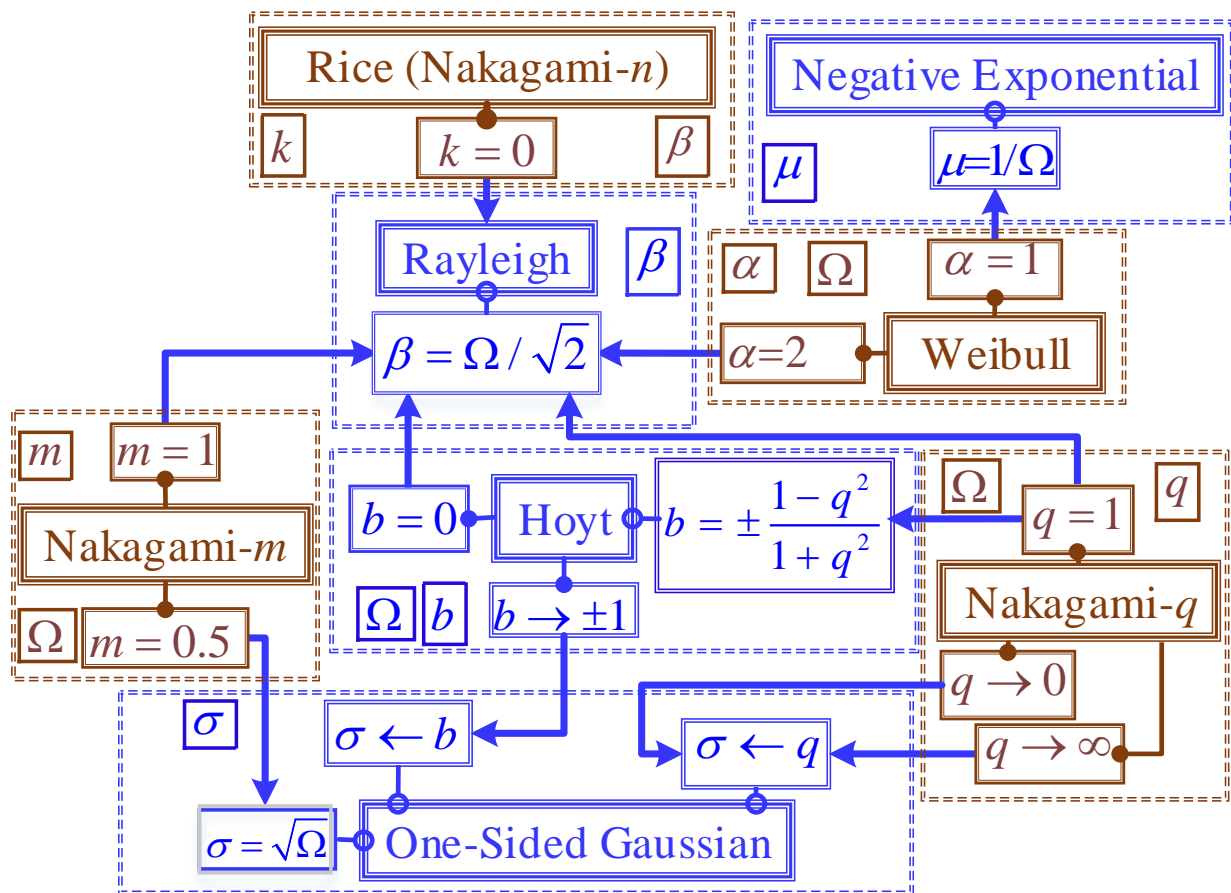 Rice (Nakagami-n)
k
k = 0
β
Negative Exponential
μ
μ=1/Ω
Rayleigh
β
β = Ω / √2
α
Ω
α = 1
α=2
Weibull
m
m = 1
Nakagami-m
Ω
m = 0.5
b = 0
Hoyt
b = ± (1 − q²)/(1 + q²)
Ω
b
b → ±1
Ω
q = 1
q
Nakagami-q
q → 0
q → ∞
σ
σ ← b
σ ← q
σ = √Ω
One-Sided Gaussian